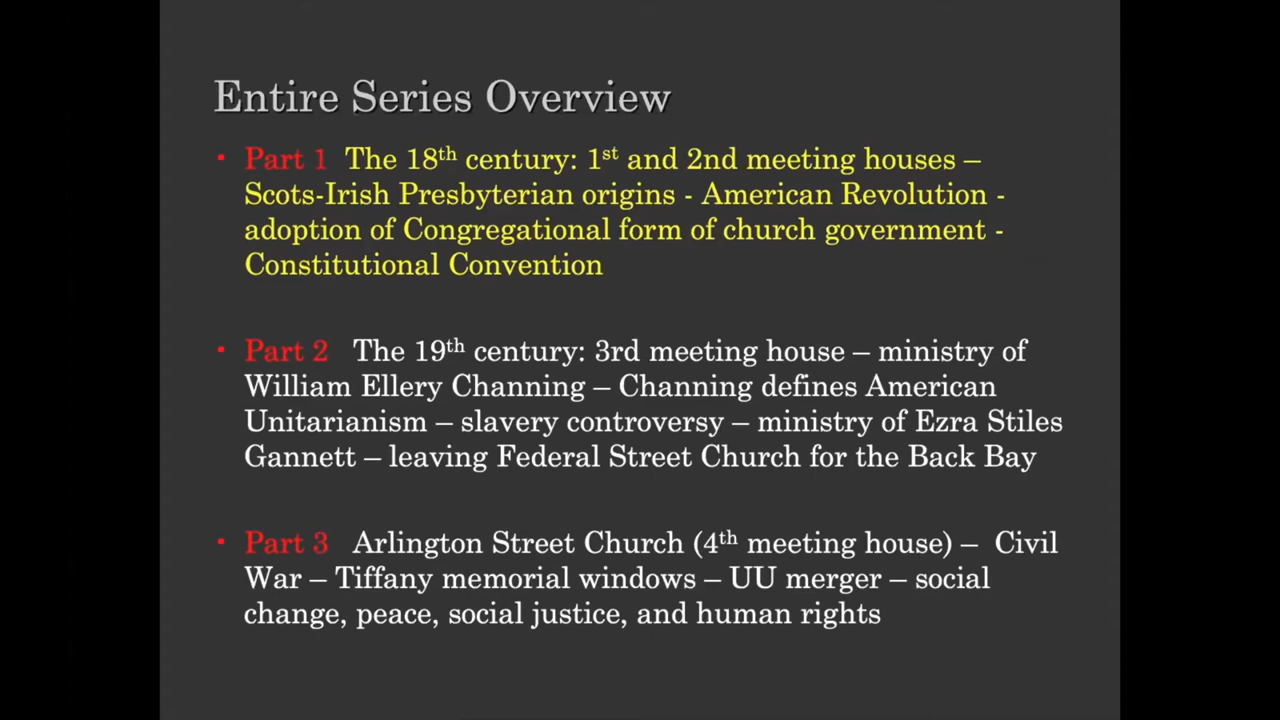 Entire Series Overview
▪ Part 1 The 18th century: 1st and 2nd meeting houses –
Scots-Irish Presbyterian origins - American Revolution -
adoption of Congregational form of church government -
Constitutional Convention
▪ Part 2 The 19th century: 3rd meeting house – ministry of
William Ellery Channing – Channing defines American
Unitarianism – slavery controversy – ministry of Ezra Stiles
Gannett – leaving Federal Street Church for the Back Bay
▪ Part 3 Arlington Street Church (4th meeting house) – Civil
War – Tiffany memorial windows – UU merger – social
change, peace, social justice, and human rights